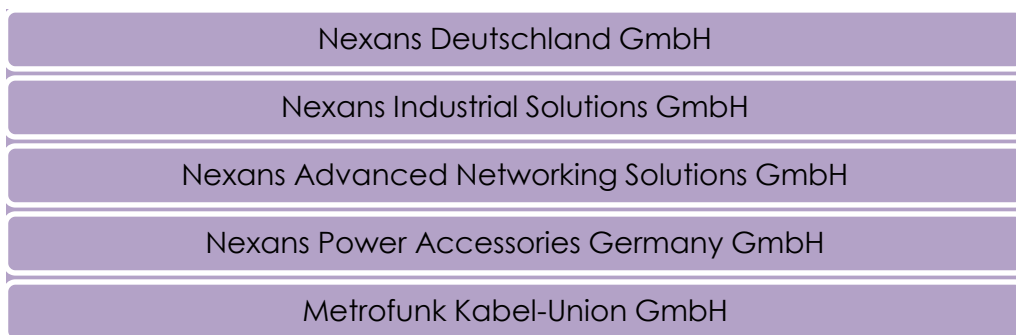 Nexans Deutschland GmbH
Nexans Industrial Solutions GmbH
Nexans Advanced Networking Solutions GmbH
Nexans Power Accessories Germany GmbH
Metrofunk Kabel-Union GmbH